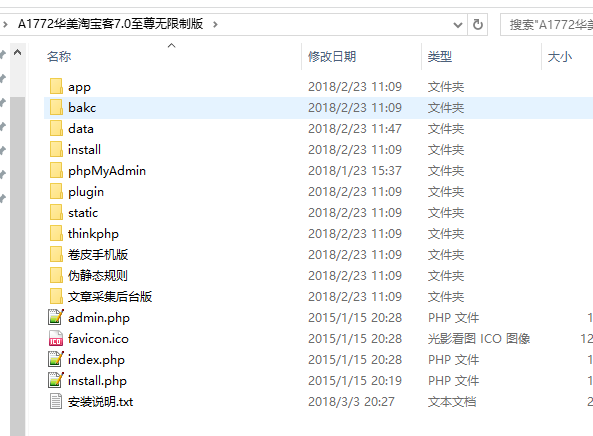 A1772华美淘宝客7.0至尊无限制版 搜索"A1772华美
名称 修改日期 类型 大小
app 2018/2/23 11:09 文件夹
bakc 2018/2/23 11:09 文件夹
data 2018/2/23 11:47 文件夹
install 2018/2/23 11:09 文件夹
phpMyAdmin 2018/1/23 15:37 文件夹
plugin 2018/2/23 11:09 文件夹
static 2018/2/23 11:09 文件夹
thinkphp 2018/2/23 11:09 文件夹
卷皮手机版 2018/2/23 11:09 文件夹
伪静态规则 2018/2/23 11:09 文件夹
文章采集后台版 2018/2/23 11:09 文件夹
admin.php 2015/1/15 20:28 PHP 文件 1
favicon.ico 2015/1/15 20:28 光影看图 ICO 图像 12
index.php 2015/1/15 20:28 PHP 文件 1
install.php 2015/1/15 20:19 PHP 文件 1
安装说明.txt 2018/3/3 20:27 文本文档 1